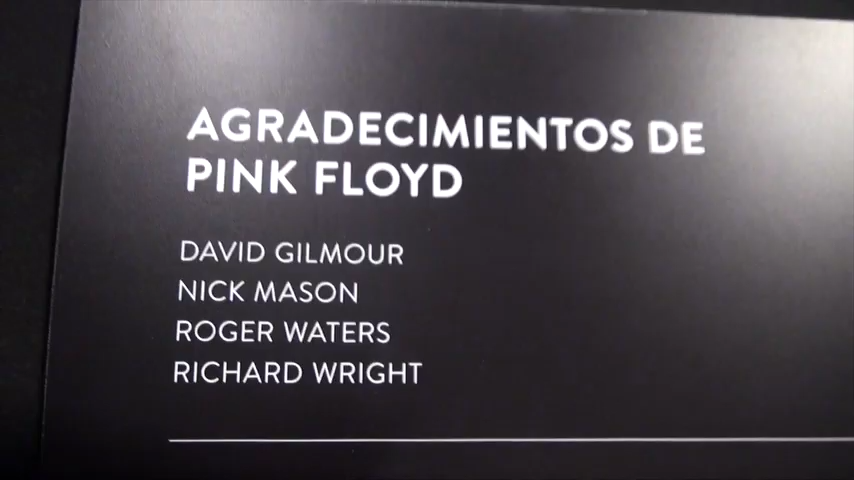 AGRADECIMIENTOS DE
PINK FLOYD
DAVID GILMOUR
NICK MASON
ROGER WATERS
RICHARD WRIGHT